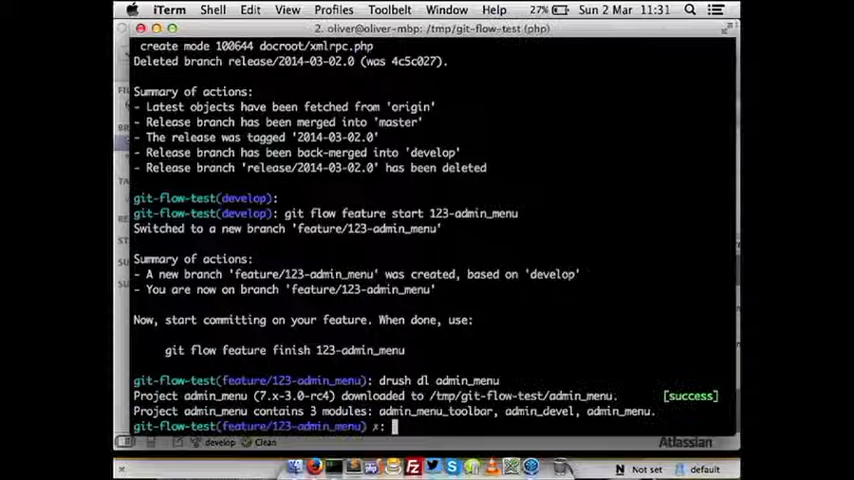 iTerm Shell Edit View Profiles Toolbelt Window Help 27% Sun 2 Mar 11:31
2. oliver@oliver-mbp: /tmp/git-flow-test (php)
create mode 100644 docroot/xmlrpc.php
Deleted branch release/2014-03-02.0 (was 4c5c027).
Summary of actions:
- Latest objects have been fetched from 'origin'
- Release branch has been merged into 'master'
- The release was tagged '2014-03-02.0'
- Release branch has been back-merged into 'develop'
- Release branch 'release/2014-03-02.0' has been deleted
git-flow-test(develop):
git-flow-test(develop): git flow feature start 123-admin_menu
Switched to a new branch 'feature/123-admin_menu'
Summary of actions:
- A new branch 'feature/123-admin_menu' was created, based on 'develop'
- You are now on branch 'feature/123-admin_menu'
Now, start committing on your feature. When done, use:
git flow feature finish 123-admin_menu
git-flow-test(feature/123-admin_menu): drush dl admin_menu
Project admin_menu (7.x-3.0-rc4) downloaded to /tmp/git-flow-test/admin_menu. [success]
Project admin_menu contains 3 modules: admin_menu_toolbar, admin_devel, admin_menu.
git-flow-test(feature/123-admin_menu) ✗:
develop Clean Atlassian
N Not set default